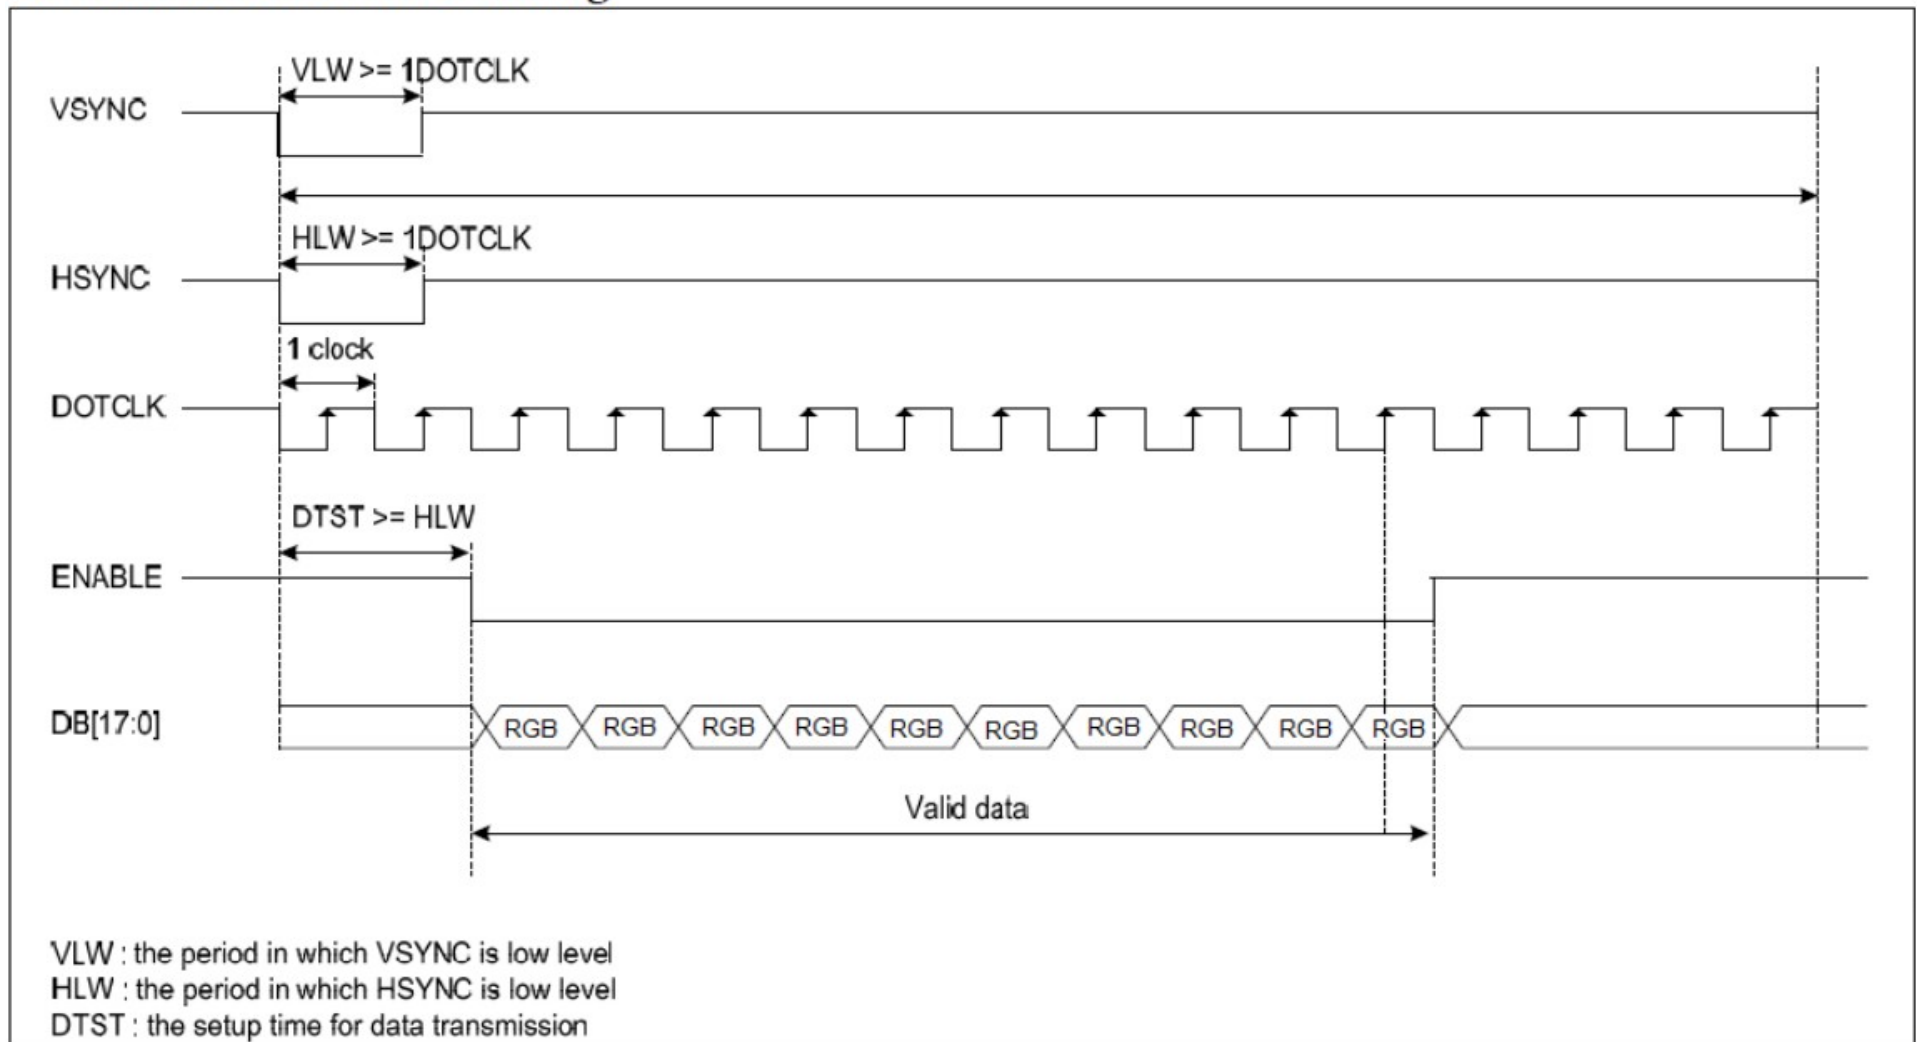 VLW >= 1DOTCLK
VSYNC
HLW >= 1DOTCLK
HSYNC
1 clock
DOTCLK
DTST >= HLW
ENABLE
DB[17:0] RGB RGB RGB RGB RGB RGB RGB RGB RGB RGB
Valid data
VLW : the period in which VSYNC is low level
HLW : the period in which HSYNC is low level
DTST : the setup time for data transmission